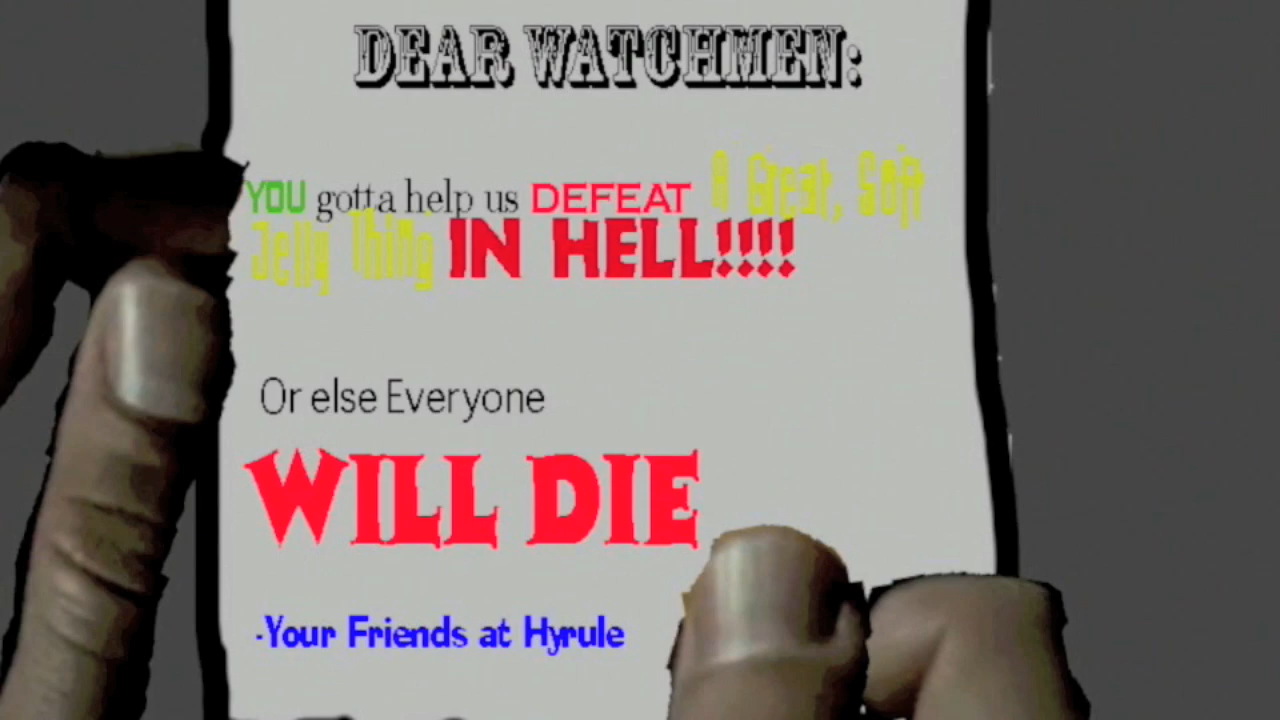 DEAR WATCHMEN:
YOU gotta help us DEFEAT A Great, Soft
Jelly Thing IN HELL!!!!
Or else Everyone
WILL DIE
-Your Friends at Hyrule